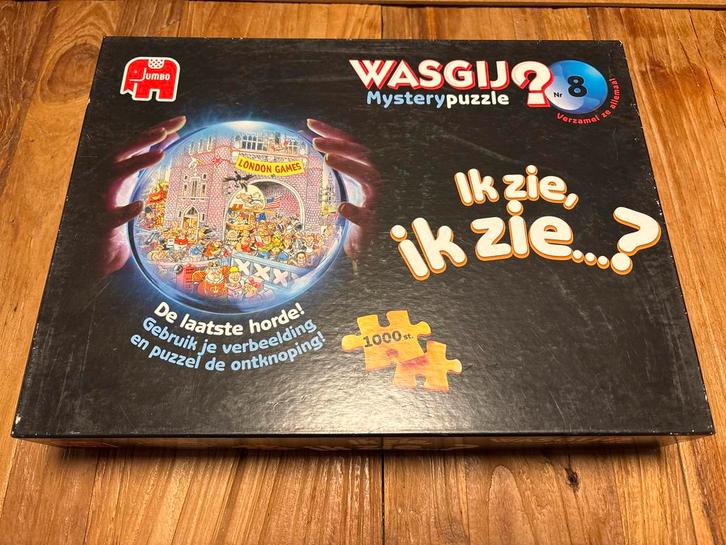 JUMBO
WASGIJ?
Mysterypuzzle
Nr 8
Verzamel ze allemaal
LONDON GAMES
XXX
Ik zie,
ik zie...?
De laatste horde!
Gebruik je verbeelding
en puzzel de ontknoping!
1000 st.